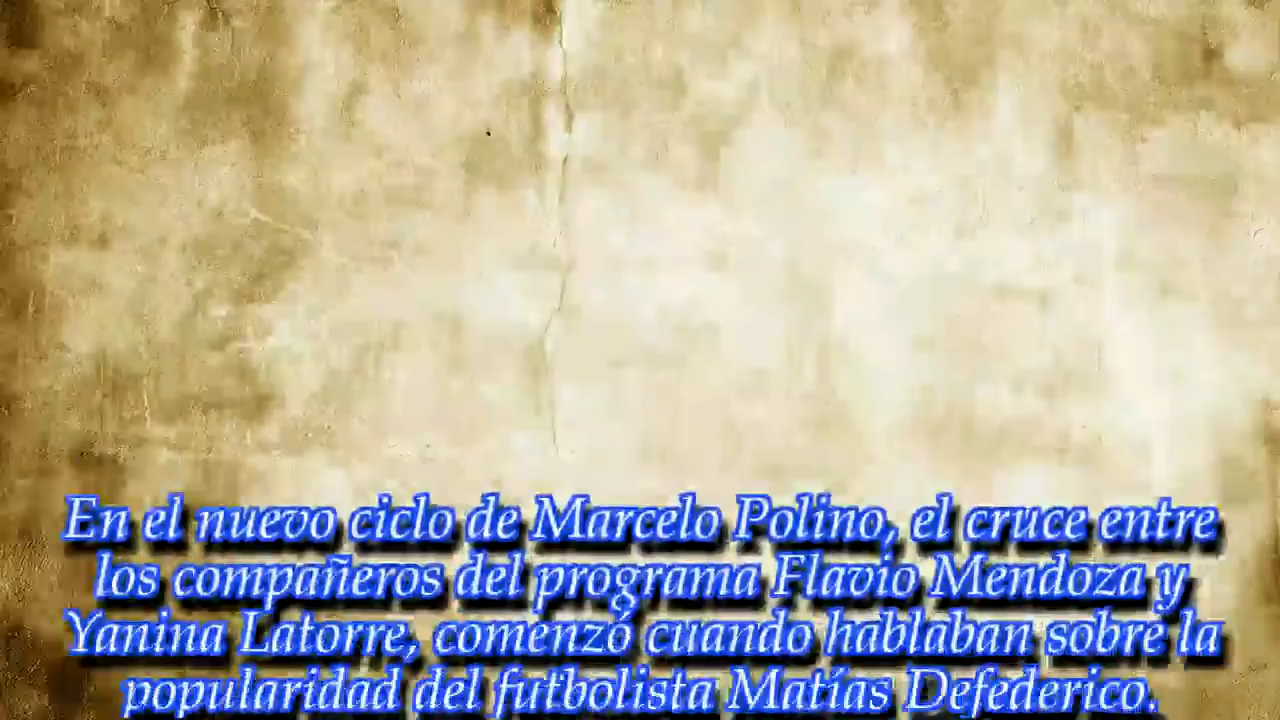 En el nuevo ciclo de Marcelo Polino, el cruce entre
los compañeros del programa Flavio Mendoza y
Yanina Latorre, comenzó cuando hablaban sobre la
popularidad del futbolista Matías Defederico.